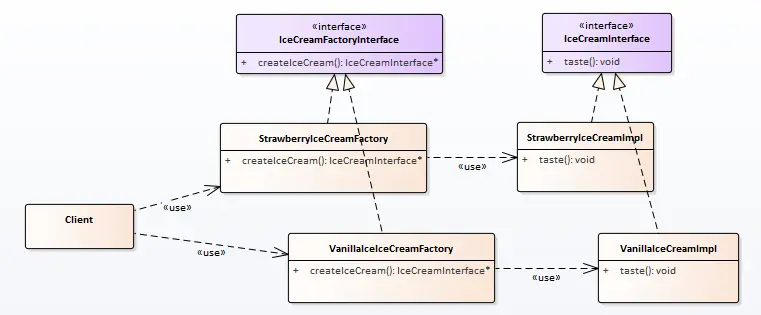 «interface»
IceCreamFactoryInterface
+ createIceCream(): IceCreamInterface*
«interface»
IceCreamInterface
+ taste(): void
StrawberryIceCreamFactory
+ createIceCream(): IceCreamInterface*
«use»
StrawberryIceCreamImpl
+ taste(): void
Client
«use»
«use»
VanillaIceIceCreamFactory
+ createIceCream(): IceCreamInterface*
«use»
VanillaIceCreamImpl
+ taste(): void